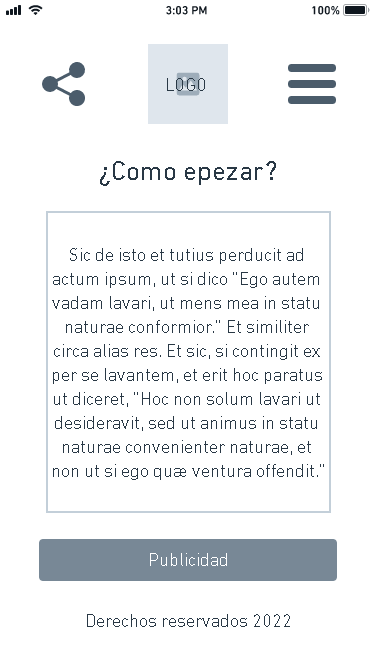 3:03 PM
100%
LOGO
¿Como epezar?
Sic de isto et tutius perducit ad
actum ipsum, ut si dico "Ego autem
vadam lavari, ut mens mea in statu
naturae conformior." Et similiter
circa alias res. Et sic, si contingit ex
per se lavantem, et erit hoc paratus
ut diceret, "Hoc non solum lavari ut
desideravit, sed ut animus in statu
naturae convenienter naturae, et
non ut si ego quæ ventura offendit."
Publicidad
Derechos reservados 2022